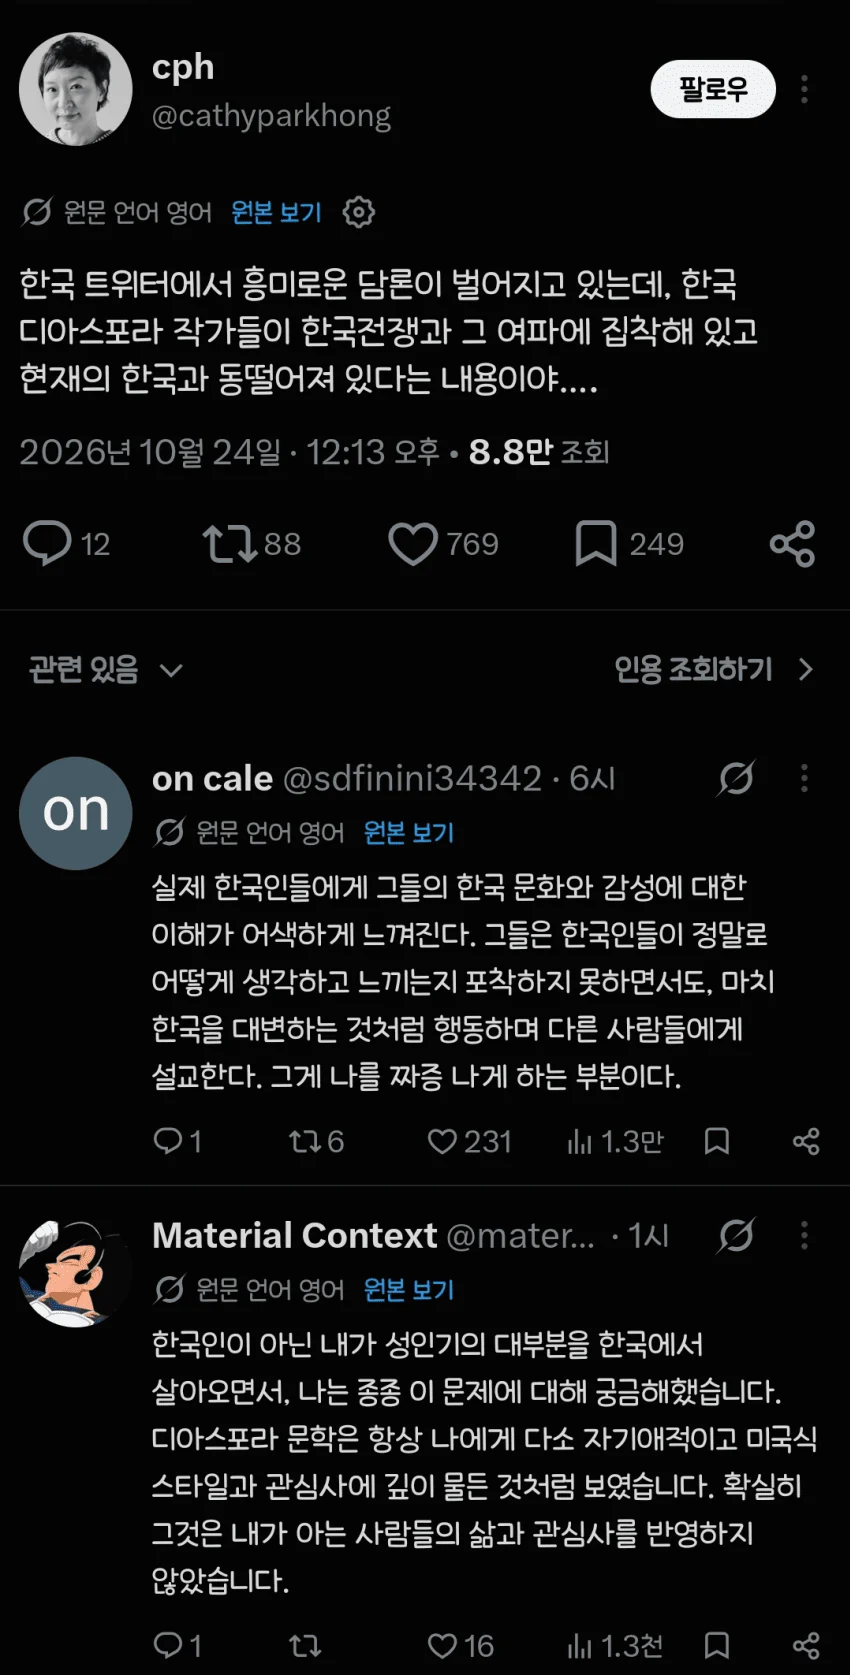 cph
@cathyparkhong
팔로우
원문 언어 영어 원본 보기
한국 트위터에서 흥미로운 담론이 벌어지고 있는데, 한국
디아스포라 작가들이 한국전쟁과 그 여파에 집착해 있고
현재의 한국과 동떨어져 있다는 내용이야....
2026년 10월 24일 · 12:13 오후 • 8.8만 조회
12 88 769 249
관련 있음 인용 조회하기
on
on cale @sdfinini34342 · 6시
원문 언어 영어 원본 보기
실제 한국인들에게 그들의 한국 문화와 감성에 대한
이해가 어색하게 느껴진다. 그들은 한국인들이 정말로
어떻게 생각하고 느끼는지 포착하지 못하면서도, 마치
한국을 대변하는 것처럼 행동하며 다른 사람들에게
설교한다. 그게 나를 짜증 나게 하는 부분이다.
1 6 231 1.3만
Material Context @mater... · 1시
원문 언어 영어 원본 보기
한국인이 아닌 내가 성인기의 대부분을 한국에서
살아오면서, 나는 종종 이 문제에 대해 궁금해했습니다.
디아스포라 문학은 항상 나에게 다소 자기애적이고 미국식
스타일과 관심사에 깊이 물든 것처럼 보였습니다. 확실히
그것은 내가 아는 사람들의 삶과 관심사를 반영하지
않았습니다.
1 16 1.3천